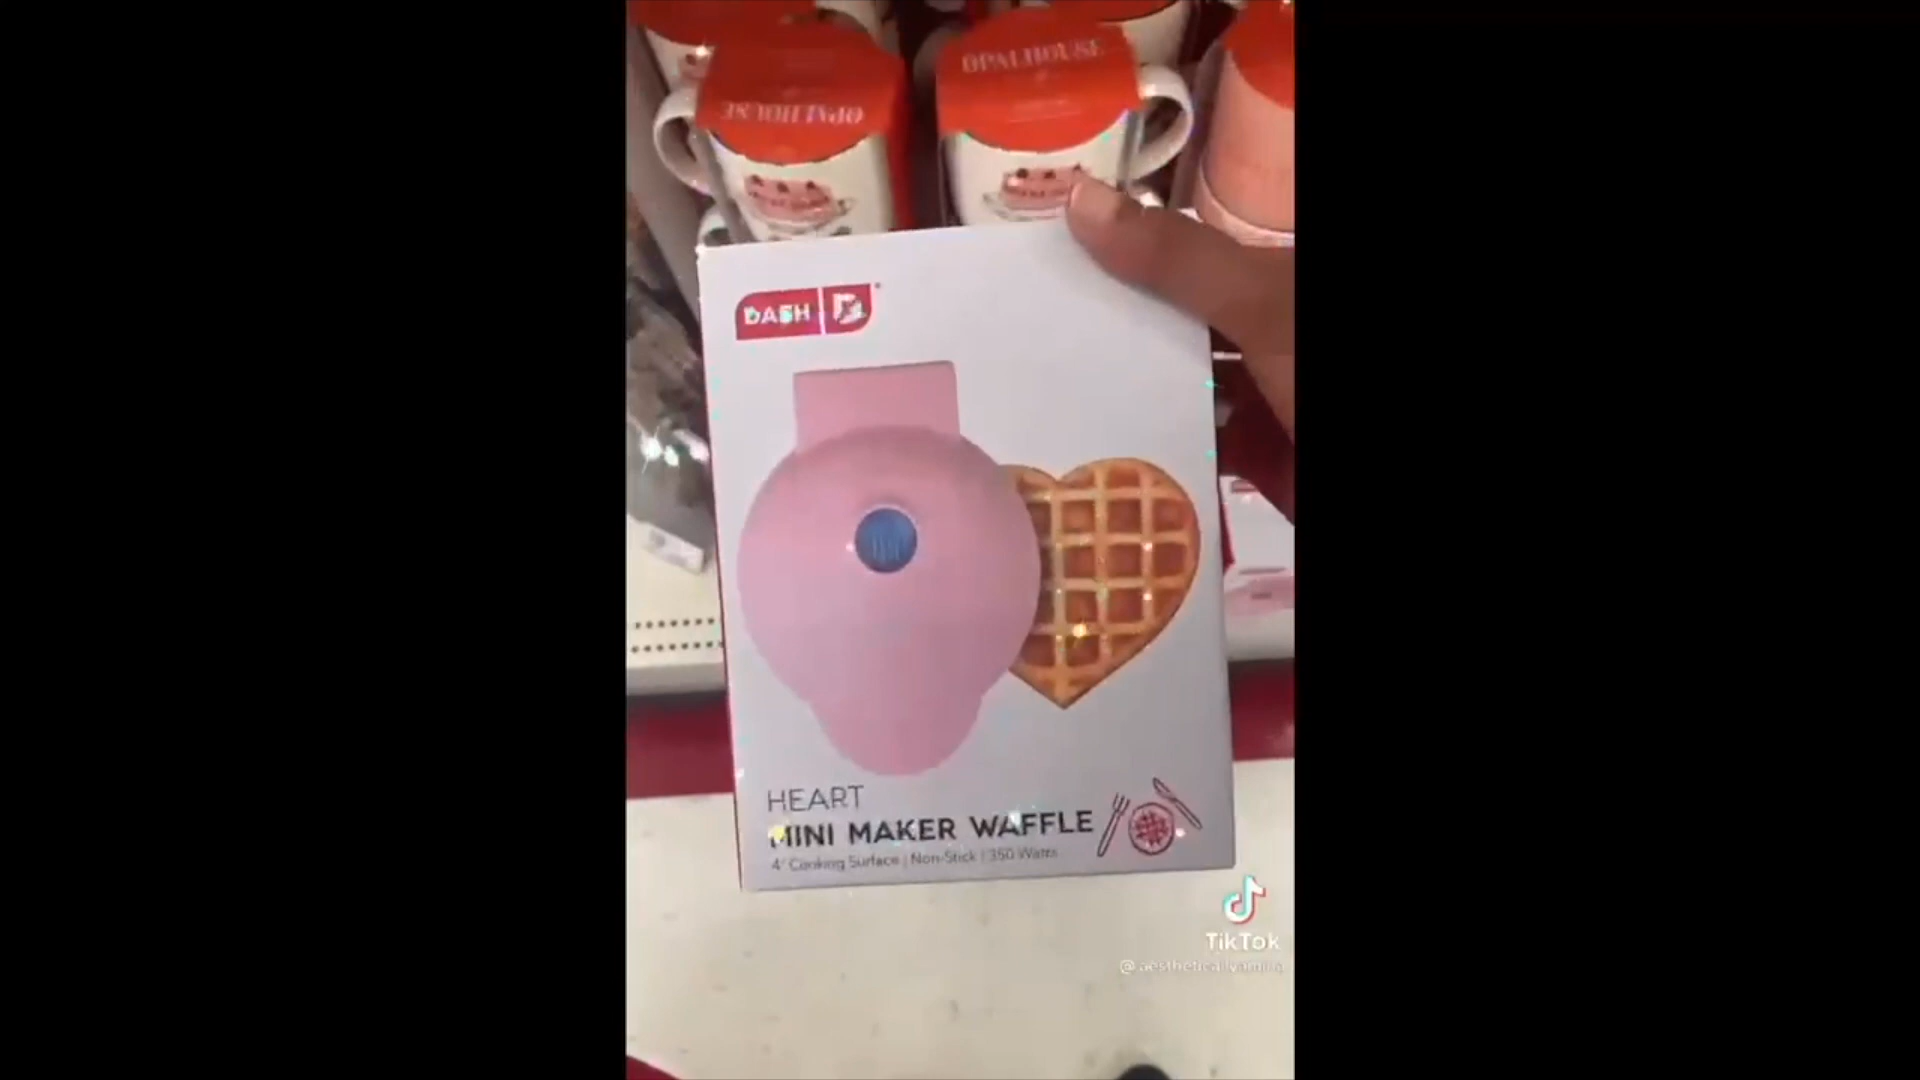 OPALHOUSE
OPALHOUSE
DASH
HEART
MINI MAKER WAFFLE
4" Cooking Surface | Non-Stick | 350 Watts
TikTok